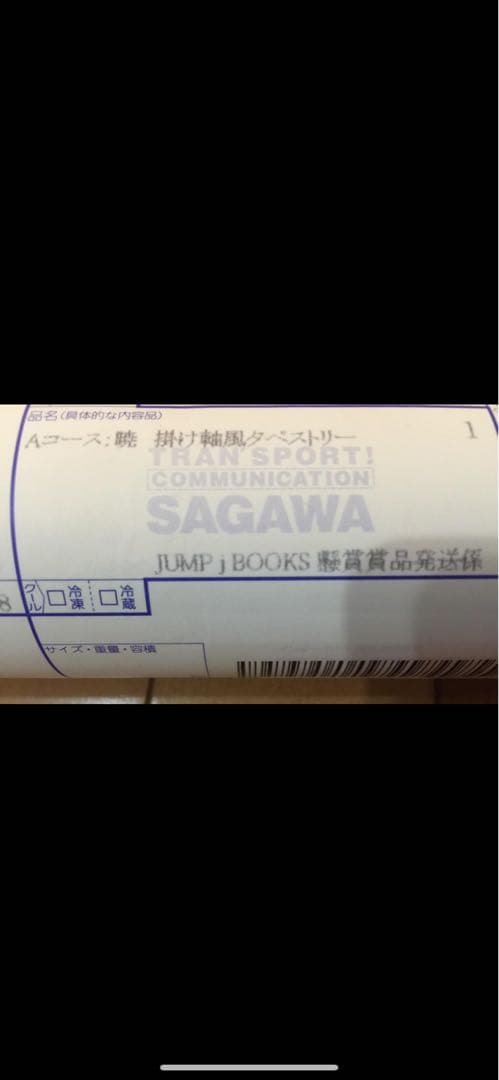 品名(具体的な内容品)
Aコース:暁 掛け軸風タペストリー 1
TRANSPORT!
COMMUNICATION
SAGAWA
JUMP j BOOKS 懸賞賞品発送係
8
クール
冷凍
冷蔵
サイズ・重量・容積